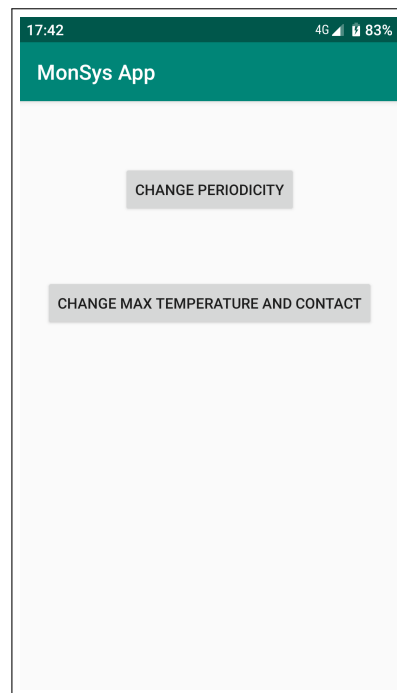 17:42 4G 83%
MonSys App
CHANGE PERIODICITY
CHANGE MAX TEMPERATURE AND CONTACT